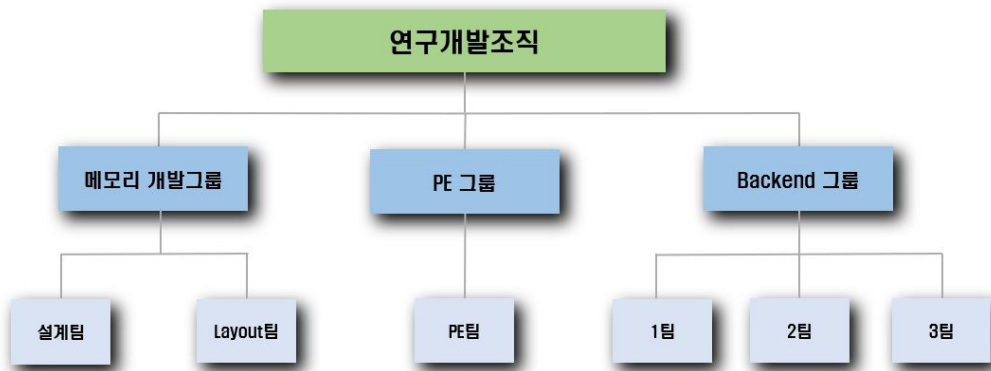 연구개발조직
메모리 개발그룹
PE 그룹
Backend 그룹
설계팀
Layout팀
PE팀
1팀
2팀
3팀